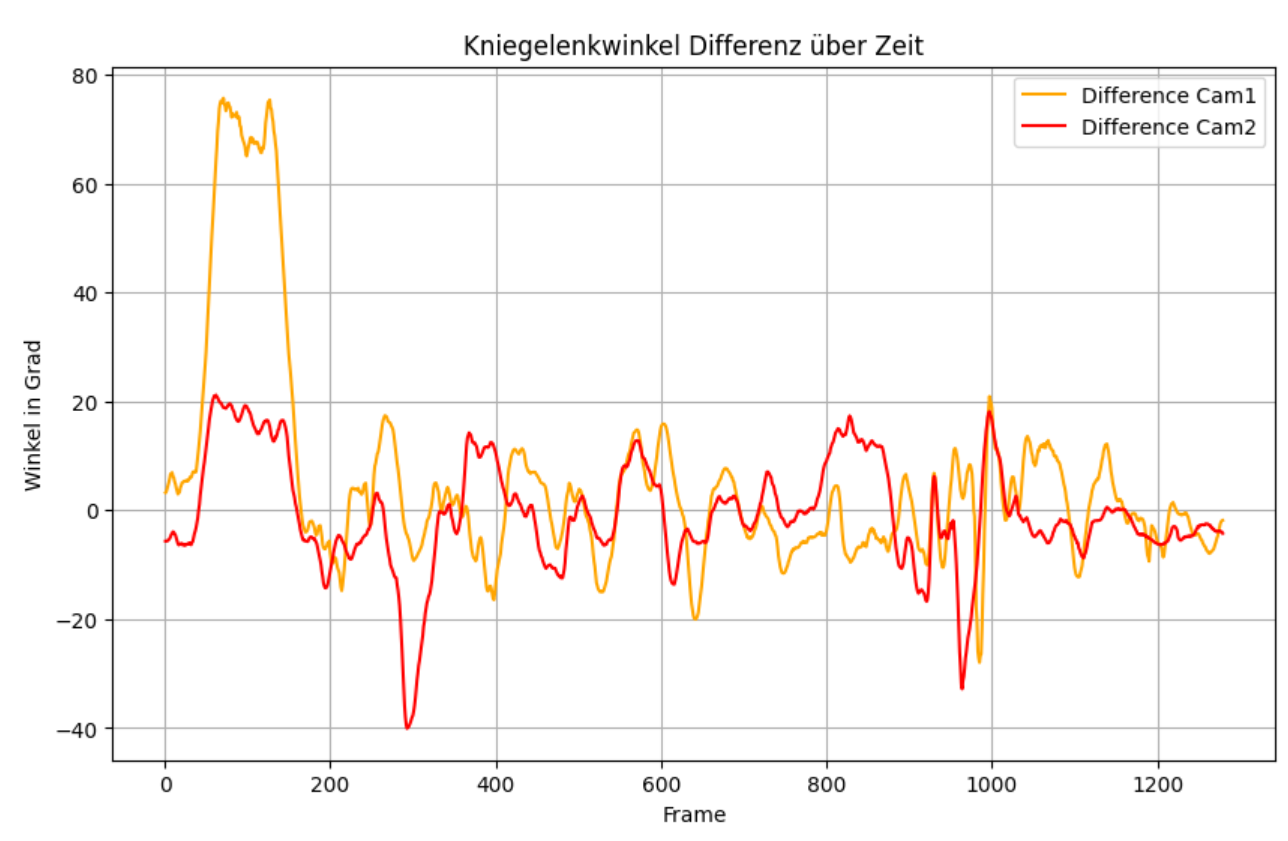 Kniegelenkwinkel Differenz über Zeit
Difference Cam1
Difference Cam2
Winkel in Grad
80
60
40
20
0
−20
−40
0 200 400 600 800 1000 1200
Frame